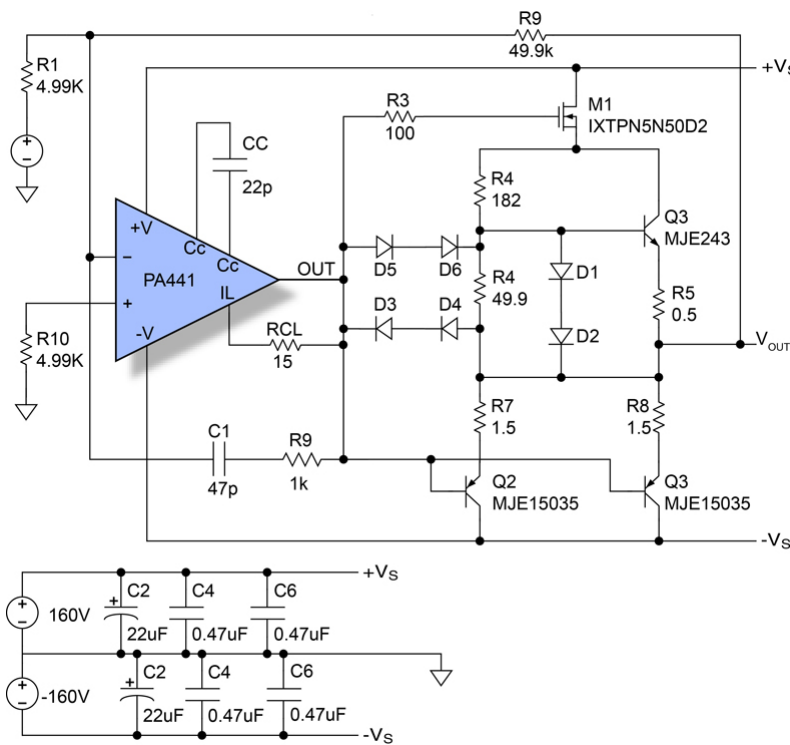 R9
49.9k
R1
4.99K
+VS
M1
IXTPN5N50D2
R3
100
CC
22p
R4
182
Q3
MJE243
+V
Cc
Cc
−
PA441
+
IL
-V
OUT
D5
D6
R4
49.9
D1
D3
D4
D2
R5
0.5
VOUT
R10
4.99K
RCL
15
R7
1.5
R8
1.5
C1
47p
R9
1k
Q2
MJE15035
Q3
MJE15035
-VS
+VS
160V
C2
22uF
C4
0.47uF
C6
0.47uF
-160V
C2
22uF
C4
0.47uF
C6
0.47uF
-VS